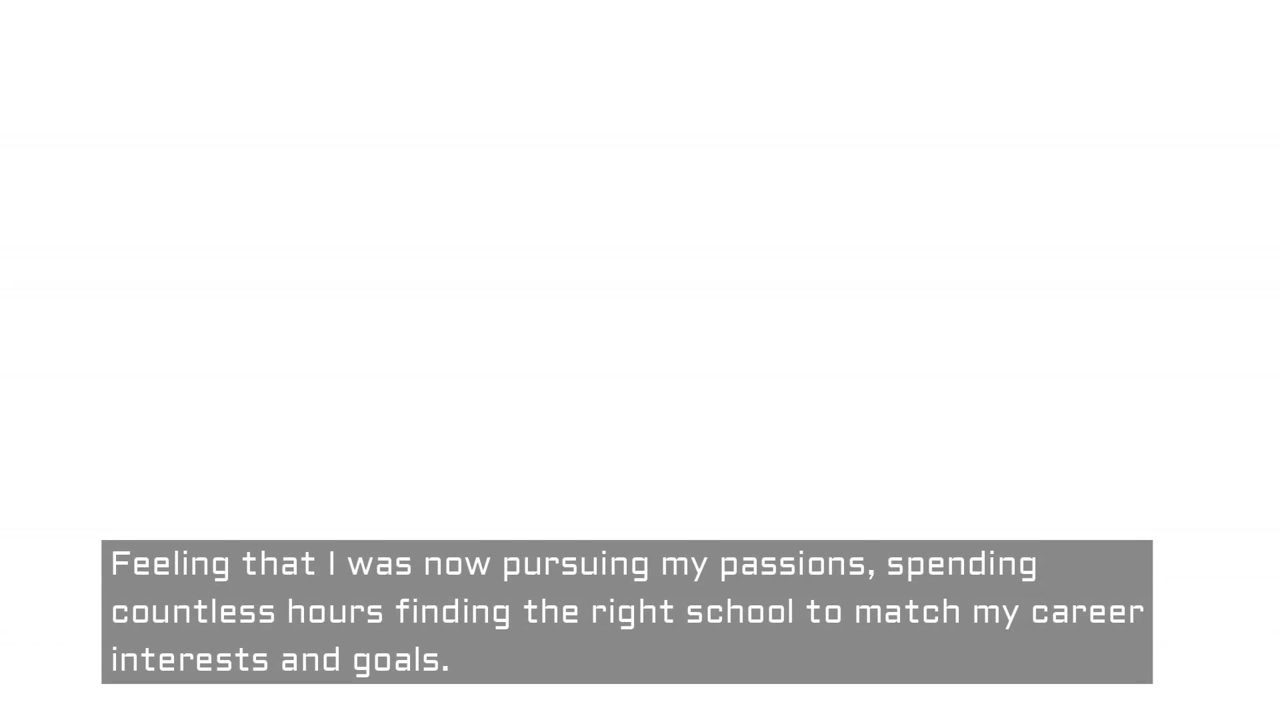 Feeling that I was now pursuing my passions, spending
countless hours finding the right school to match my career
interests and goals.